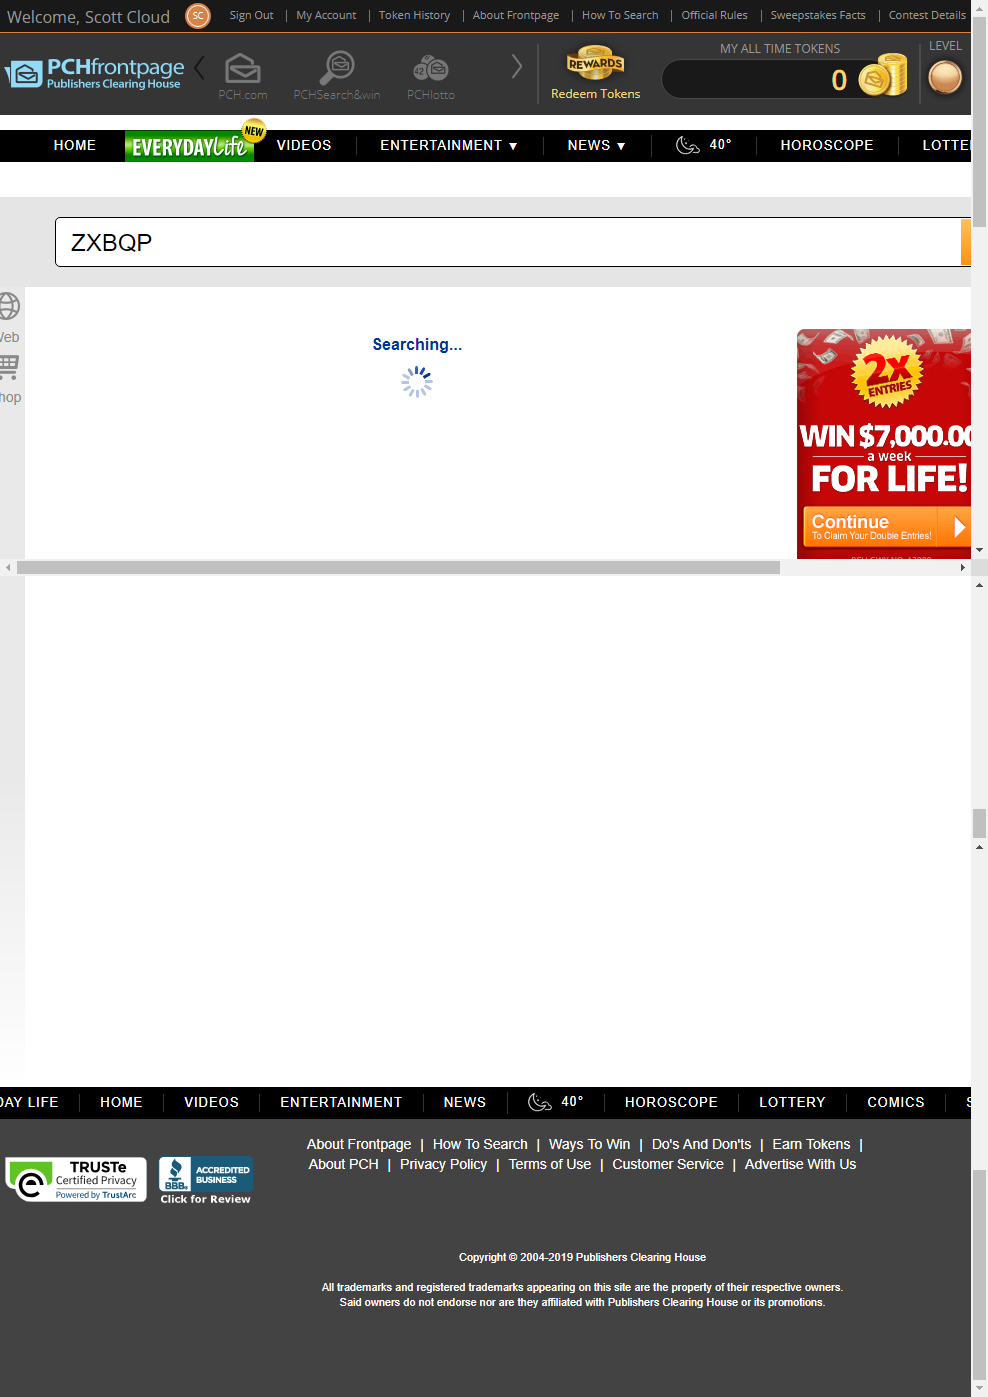 Welcome, Scott Cloud SC Sign Out | My Account | Token History | About Frontpage | How To Search | Official Rules | Sweepstakes Facts | Contest Details
PCHfrontpage
Publishers Clearing House
PCH.com
PCHSearch&win
42
PCHlotto
REWARDS
Redeem Tokens
MY ALL TIME TOKENS
0
LEVEL
HOME
EVERYDAY Life
NEW
VIDEOS
ENTERTAINMENT ▼
NEWS ▼
40°
HOROSCOPE
LOTTE
ZXBQP
Web
hop
Searching...
2X
ENTRIES
WIN $7,000.00
a week
FOR LIFE!
Continue
To Claim Your Double Entries!
DAY LIFE
HOME
VIDEOS
ENTERTAINMENT
NEWS
40°
HOROSCOPE
LOTTERY
COMICS
S
About Frontpage | How To Search | Ways To Win | Do's And Don'ts | Earn Tokens |
About PCH | Privacy Policy | Terms of Use | Customer Service | Advertise With Us
TRUSTe
Certified Privacy
Powered by TrustArc
BBB.
ACCREDITED
BUSINESS
Click for Review
Copyright © 2004-2019 Publishers Clearing House
All trademarks and registered trademarks appearing on this site are the property of their respective owners.
Said owners do not endorse nor are they affiliated with Publishers Clearing House or its promotions.